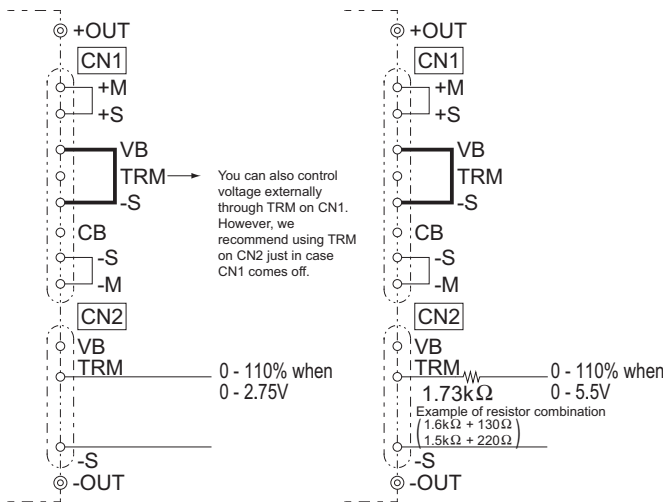 +OUT
CN1
+M
+S
VB
TRM
-S
CB
-S
-M
CN2
VB
TRM
-S
-OUT
You can also control
voltage externally
through TRM on CN1.
However, we
recommend using TRM
on CN2 just in case
CN1 comes off.
0 - 110% when
0 - 2.75V
+OUT
CN1
+M
+S
VB
TRM
-S
CB
-S
-M
CN2
VB
TRM
1.73kΩ
Example of resistor combination
(1.6kΩ + 130Ω
1.5kΩ + 220Ω)
0 - 110% when
0 - 5.5V
-S
-OUT